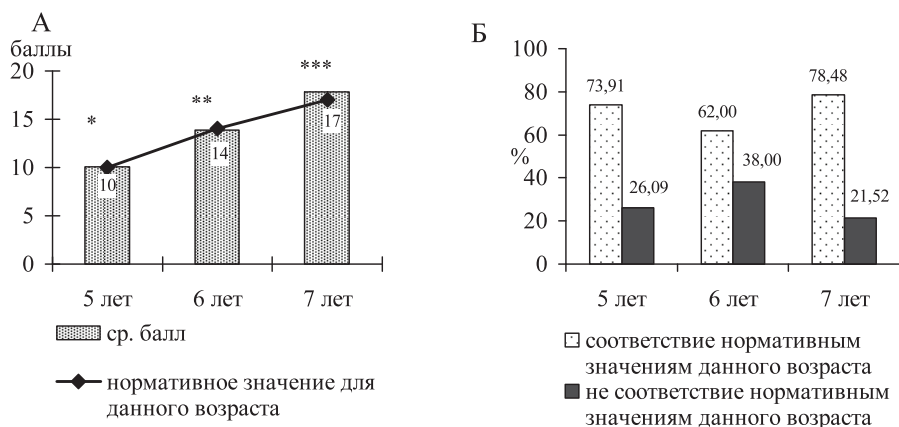 А
баллы
20
15
10
5
0
*
**
***
10
14
17
5 лет
6 лет
7 лет
ср. балл
нормативное значение для
данного возраста
Б
100
80
60
%
40
20
0
73,91
26,09
62,00
38,00
78,48
21,52
5 лет
6 лет
7 лет
соответствие нормативным
значениям данного возраста
не соответствие нормативным
значениям данного возраста